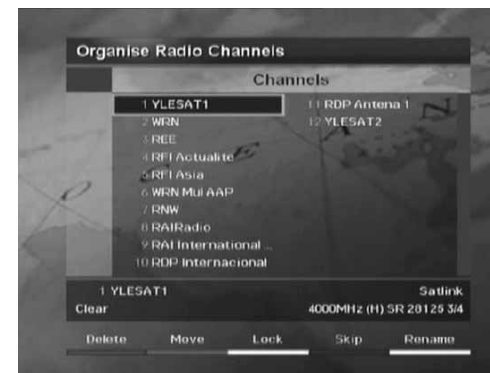 Organise Radio Channels
Channels
1 YLESAT1
2 WRN
3 REE
4 RFI Actualite
5 RFI Asia
6 WRN Mul AAP
7 RNW
8 RAIRadio
9 RAI International ...
10 RDP Internacional
11 RDP Antena 1
12 YLESAT2
1 YLESAT1
Satlink
Clear
4000MHz (H) SR 28125 3/4
Delete Move Lock Skip Rename